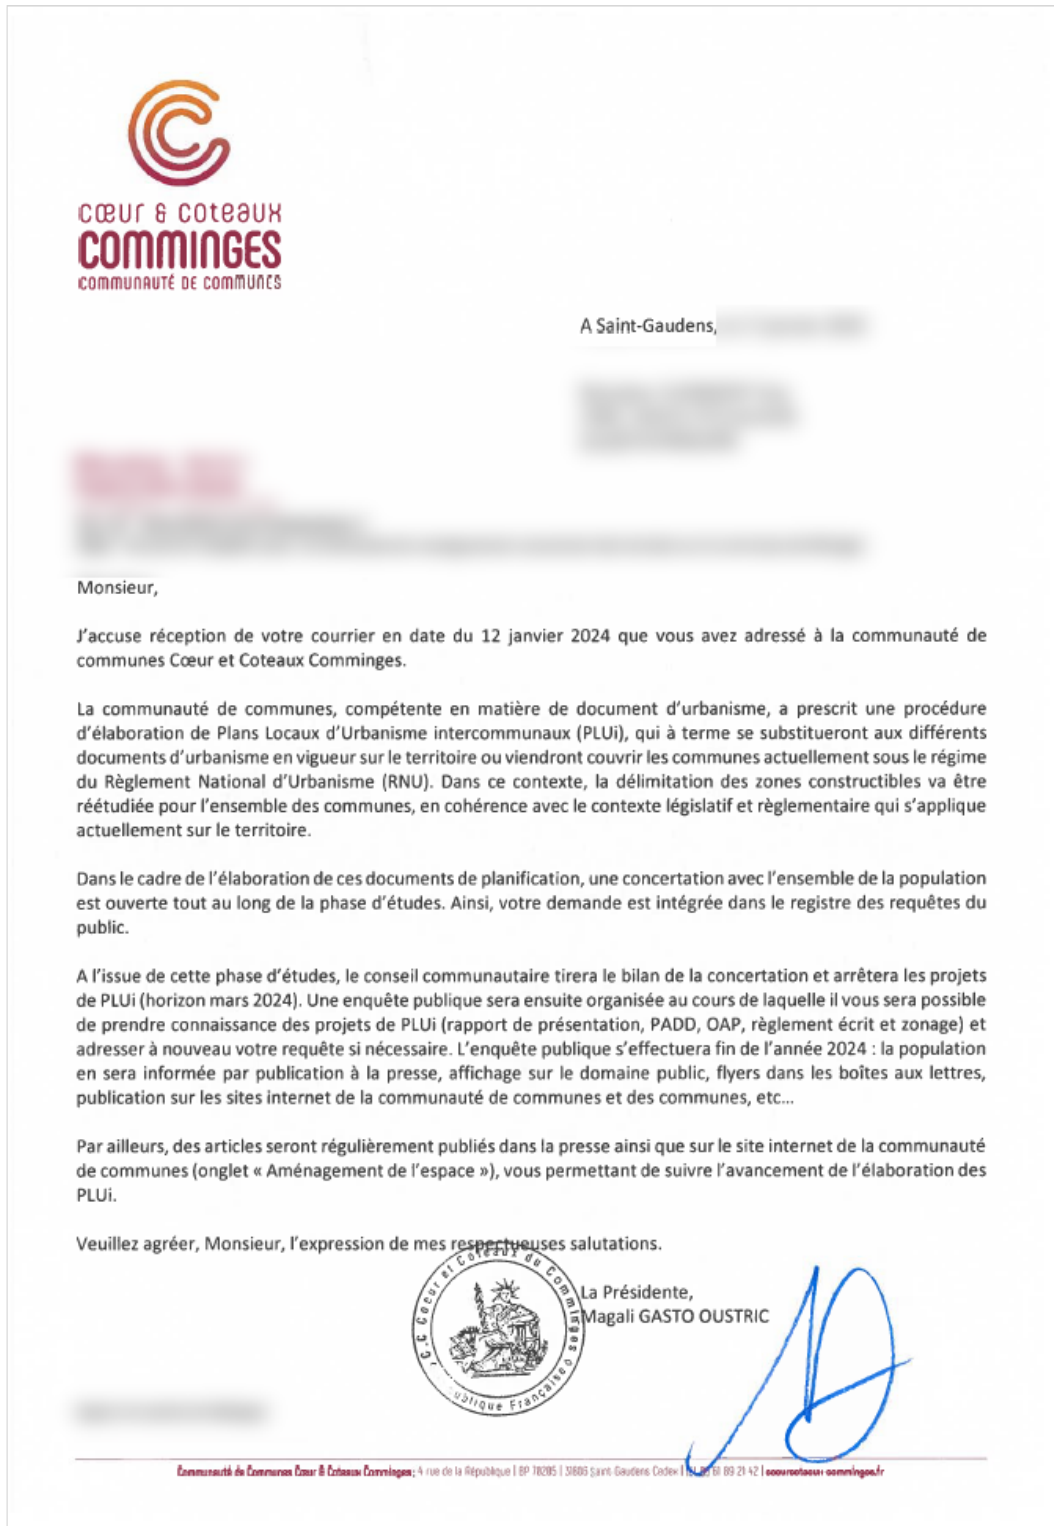 cœur & coteaux
COMMINGES
COMMUNAUTÉ DE COMMUNES
A Saint-Gaudens,
Monsieur,
J'accuse réception de votre courrier en date du 12 janvier 2024 que vous avez adressé à la communauté de
communes Cœur et Coteaux Comminges.
La communauté de communes, compétente en matière de document d'urbanisme, a prescrit une procédure
d'élaboration de Plans Locaux d'Urbanisme intercommunaux (PLUi), qui à terme se substitueront aux différents
documents d'urbanisme en vigueur sur le territoire ou viendront couvrir les communes actuellement sous le régime
du Règlement National d'Urbanisme (RNU). Dans ce contexte, la délimitation des zones constructibles va être
réétudiée pour l'ensemble des communes, en cohérence avec le contexte législatif et règlementaire qui s'applique
actuellement sur le territoire.
Dans le cadre de l'élaboration de ces documents de planification, une concertation avec l'ensemble de la population
est ouverte tout au long de la phase d'études. Ainsi, votre demande est intégrée dans le registre des requêtes du
public.
A l'issue de cette phase d'études, le conseil communautaire tirera le bilan de la concertation et arrêtera les projets
de PLUi (horizon mars 2024). Une enquête publique sera ensuite organisée au cours de laquelle il vous sera possible
de prendre connaissance des projets de PLUi (rapport de présentation, PADD, OAP, règlement écrit et zonage) et
adresser à nouveau votre requête si nécessaire. L'enquête publique s'effectuera fin de l'année 2024 : la population
en sera informée par publication à la presse, affichage sur le domaine public, flyers dans les boîtes aux lettres,
publication sur les sites internet de la communauté de communes et des communes, etc...
Par ailleurs, des articles seront régulièrement publiés dans la presse ainsi que sur le site internet de la communauté
de communes (onglet « Aménagement de l'espace »), vous permettant de suivre l'avancement de l'élaboration des
PLUi.
Veuillez agréer, Monsieur, l'expression de mes respectueuses salutations.
C.C Coeur et Coteaux du Comminges
ublique Française
La Présidente,
Magali GASTO OUSTRIC
Communauté de Communes Cœur & Coteaux Comminges; 4 rue de la République | BP 70205 | 31806 Saint-Gaudens Cedex | 61 89 21 42 | coeurcoteaux-comminges.fr